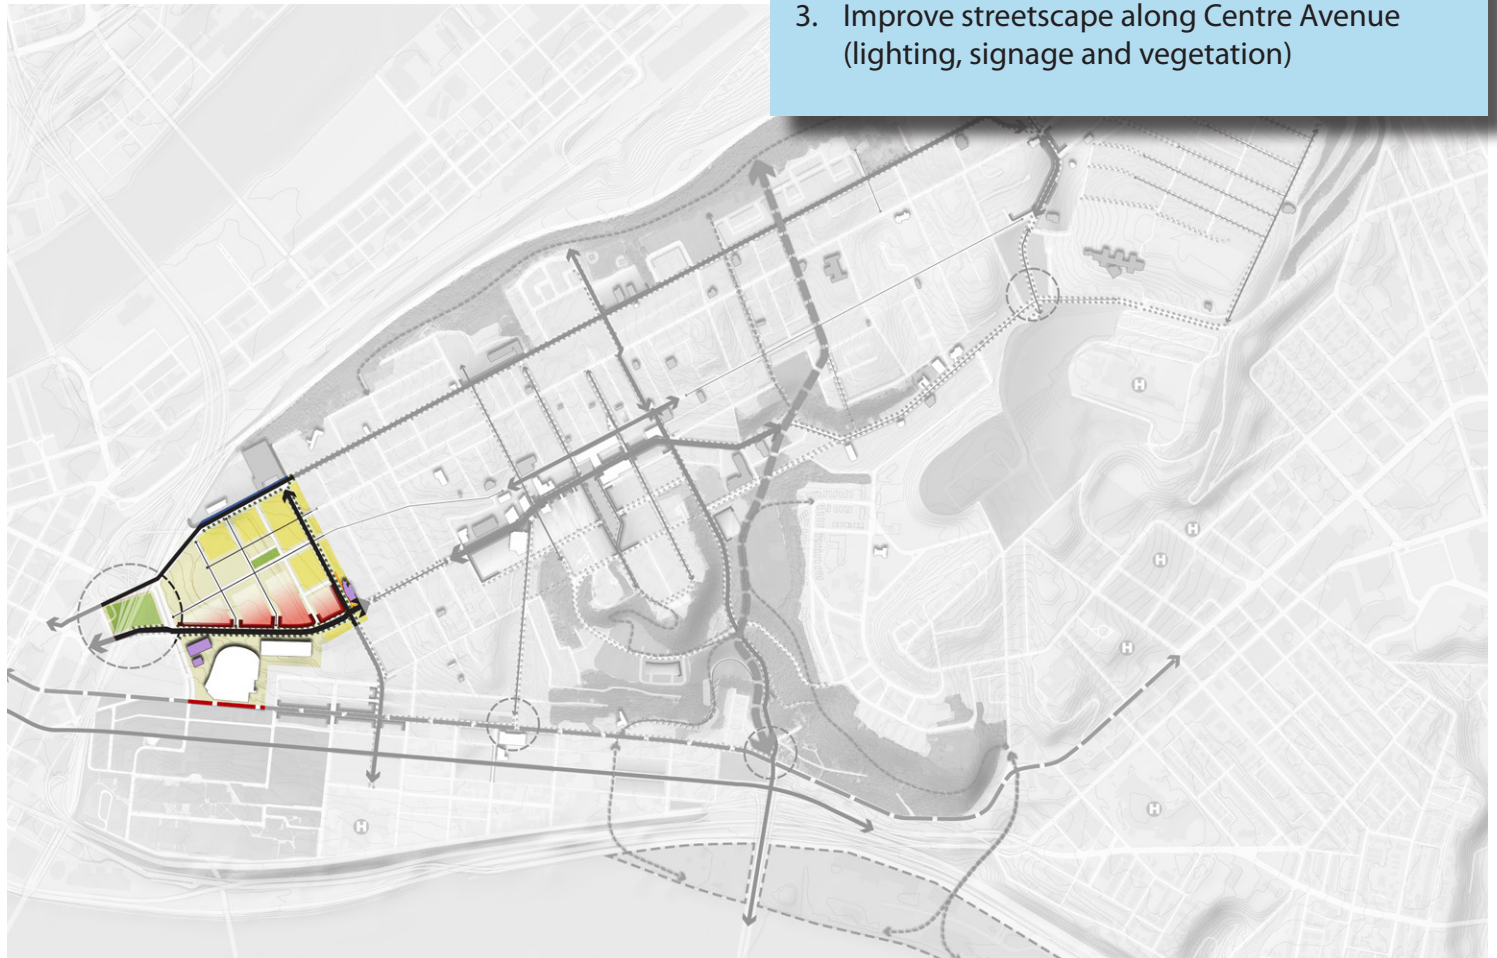 3. Improve streetscape along Centre Avenue
(lighting, signage and vegetation)
H
H
H
H
H
H